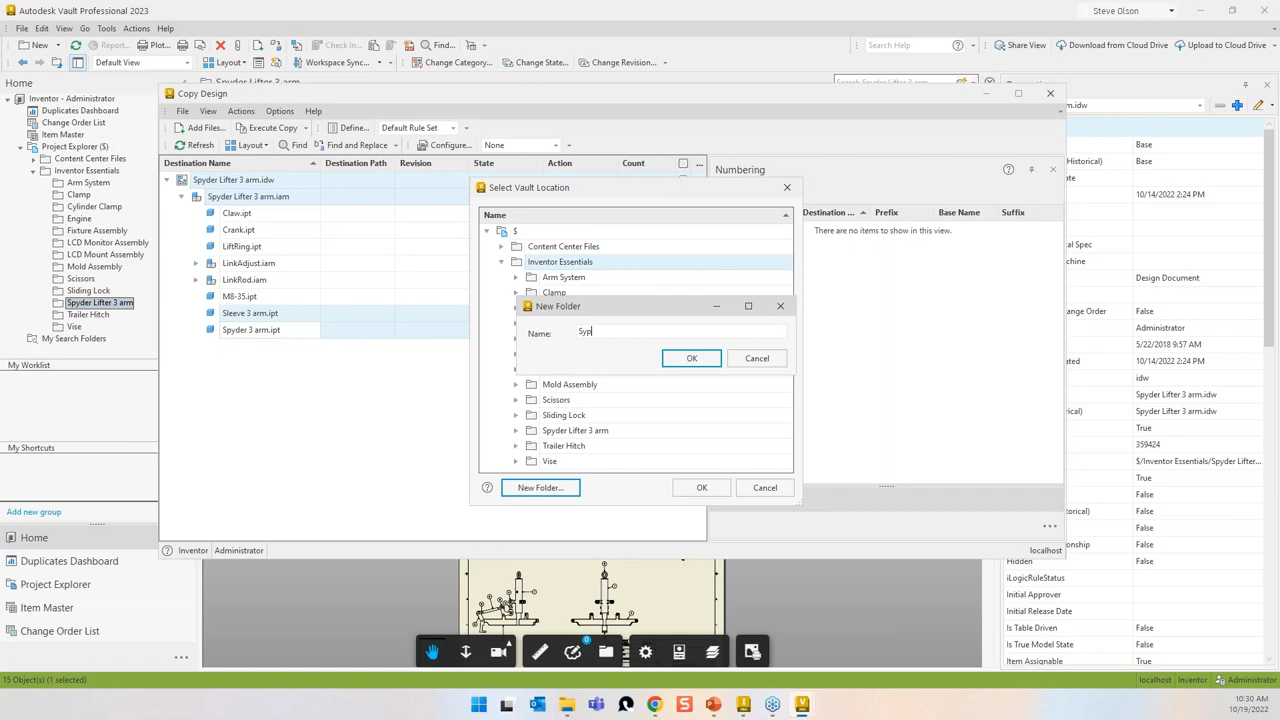 Autodesk Vault Professional 2023
Steve Olson
File Edit View Go Tools Actions Help
New Report... Plot... Check In... Find... Search Help Share View Download from Cloud Drive Upload to Cloud Drive
Default View Layout Workspace Sync... Change Category... Change State... Change Revision...
Home
Inventor - Administrator
Duplicates Dashboard
Change Order List
Item Master
Project Explorer ($)
Content Center Files
Inventor Essentials
Arm System
Clamp
Cylinder Clamp
Engine
Fixture Assembly
LCD Monitor Assembly
LCD Mount Assembly
Mold Assembly
Scissors
Sliding Lock
Spyder Lifter 3 arm
Trailer Hitch
Vise
My Search Folders
My Worklist
My Shortcuts
Add new group
Home
Duplicates Dashboard
Project Explorer
Item Master
Change Order List
Copy Design
File View Actions Options Help
Add Files... Execute Copy Define... Default Rule Set
Refresh Layout Find Find and Replace Configure... None
Destination Name Destination Path Revision State Action Count ...
Spyder Lifter 3 arm.idw
Spyder Lifter 3 arm.iam
Claw.ipt
Crank.ipt
LiftRing.ipt
LinkAdjust.iam
LinkRod.iam
M8-35.ipt
Sleeve 3 arm.ipt
Spyder 3 arm.ipt
Inventor Administrator
localhost
Numbering
Destination ... Prefix Base Name Suffix
There are no items to show in this view.
Select Vault Location
Name
$
Content Center Files
Inventor Essentials
Arm System
Clamp
New Folder
Name: Syp
OK Cancel
Mold Assembly
Scissors
Sliding Lock
Spyder Lifter 3 arm
Trailer Hitch
Vise
New Folder... OK Cancel
arm.idw
Base
Base
10/14/2022 2:24 PM
Design Document
False
Administrator
5/22/2018 9:57 AM
10/14/2022 2:24 PM
idw
Spyder Lifter 3 arm.idw
Spyder Lifter 3 arm.idw
True
359424
$/Inventor Essentials/Spyder Lifter...
True
False
False
False
False
Hidden False
iLogicRuleStatus
Initial Approver
Initial Release Date
Is Table Driven False
Is True Model State False
Item Assignable True
15 Object(s) (1 selected)
localhost Inventor Administrator
10:30 AM
10/19/2022